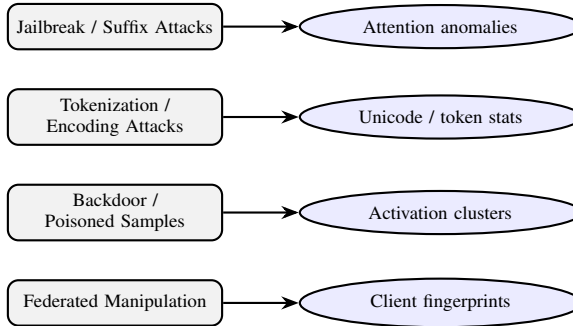 Jailbreak / Suffix Attacks
Attention anomalies
Tokenization /
Encoding Attacks
Unicode / token stats
Backdoor /
Poisoned Samples
Activation clusters
Federated Manipulation
Client fingerprints